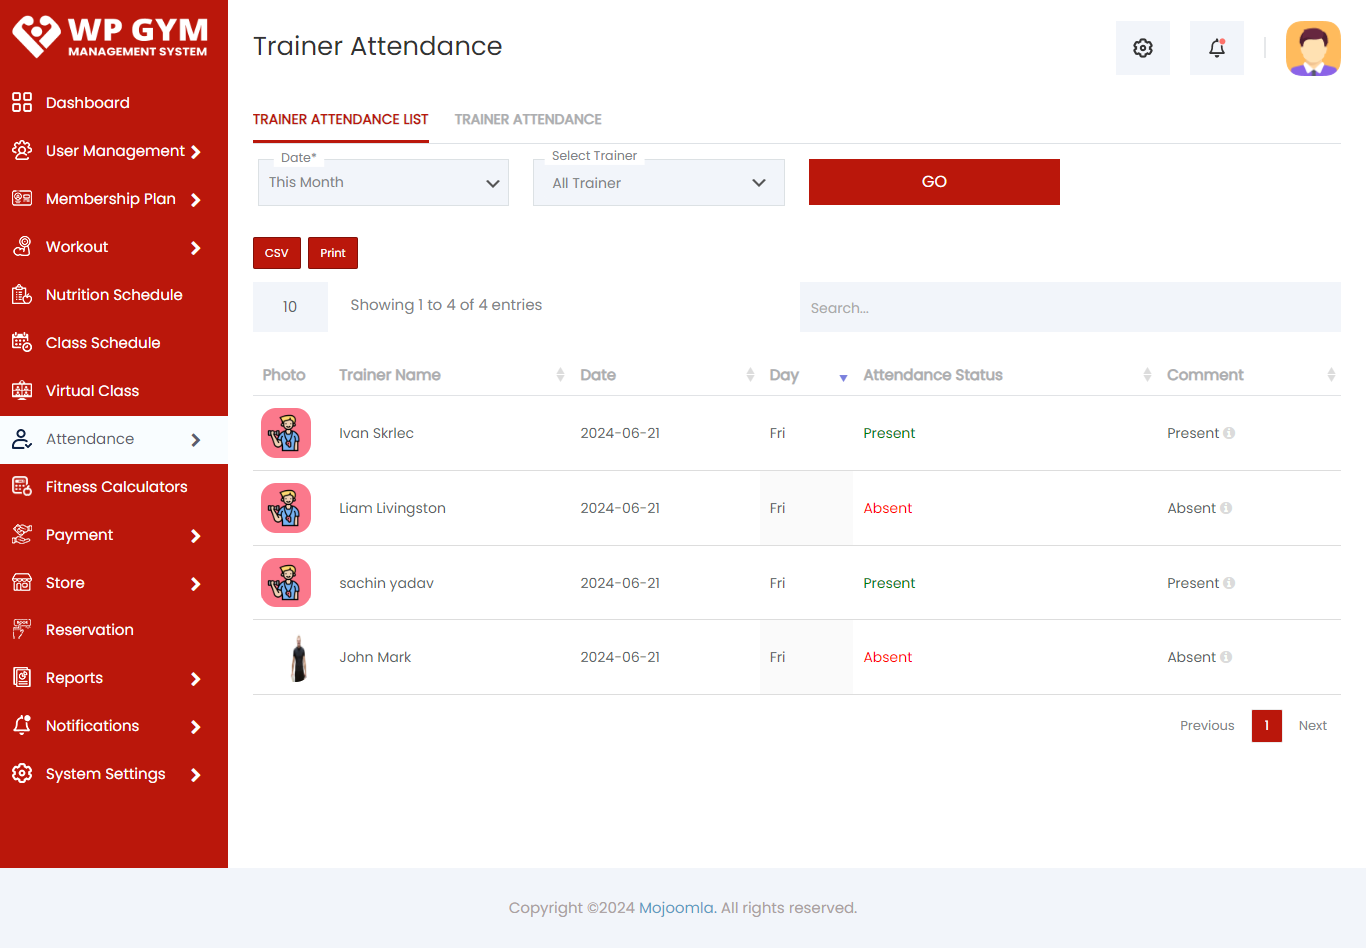 WP GYM
MANAGEMENT SYSTEM
Dashboard
User Management
Membership Plan
Workout
Nutrition Schedule
Class Schedule
Virtual Class
Attendance
Fitness Calculators
Payment
Store
Reservation
Reports
Notifications
System Settings
Trainer Attendance
TRAINER ATTENDANCE LIST TRAINER ATTENDANCE
Date* Select Trainer
This Month All Trainer GO
CSV Print
10 Showing 1 to 4 of 4 entries Search...
Photo Trainer Name Date Day Attendance Status Comment
Ivan Skrlec 2024-06-21 Fri Present Present
Liam Livingston 2024-06-21 Fri Absent Absent
sachin yadav 2024-06-21 Fri Present Present
John Mark 2024-06-21 Fri Absent Absent
Previous 1 Next
Copyright ©2024 Mojoomla. All rights reserved.